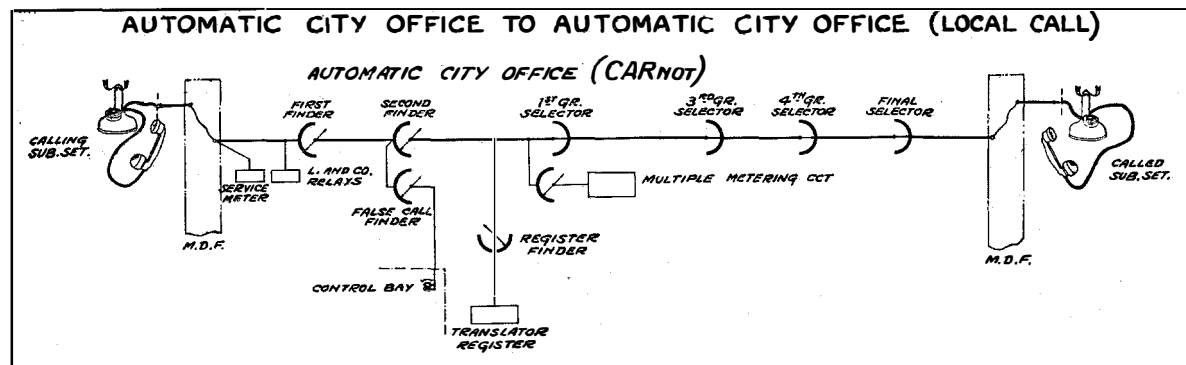 AUTOMATIC CITY OFFICE TO AUTOMATIC CITY OFFICE (LOCAL CALL)
AUTOMATIC CITY OFFICE (CARNOT)
CALLING
SUB. SET.
M.D.F.
SERVICE
METER
L. AND CO.
RELAYS
FIRST
FINDER
SECOND
FINDER
FALSE CALL
FINDER
CONTROL BAY
1ST GR.
SELECTOR
REGISTER
FINDER
TRANSLATOR
REGISTER
MULTIPLE METERING CCT
3RD GR.
SELECTOR
4TH GR.
SELECTOR
FINAL
SELECTOR
M.D.F.
CALLED
SUB. SET.